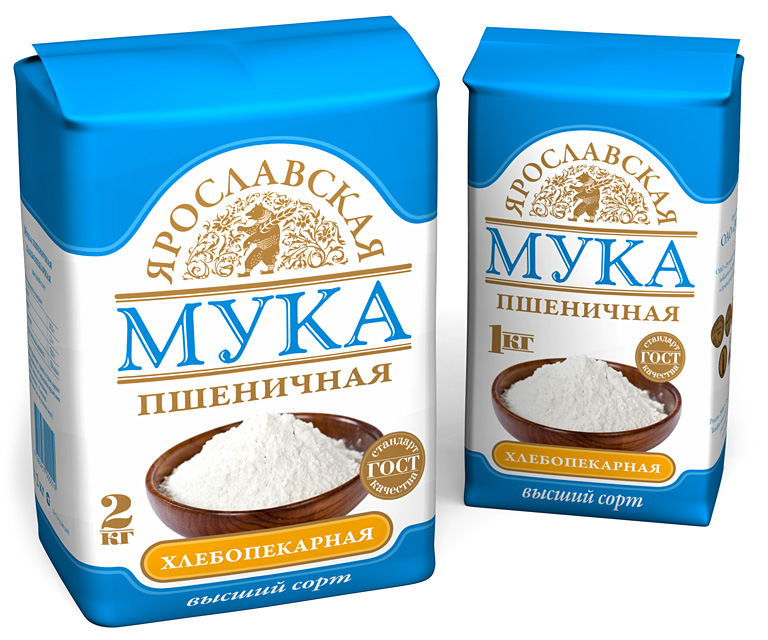 ЯРОСЛАВСКАЯ
МУКА
ПШЕНИЧНАЯ
стандарт
ГОСТ
качества
2
КГ
ХЛЕБОПЕКАРНАЯ
высший сорт
ЯРОСЛАВСКАЯ
МУКА
ПШЕНИЧНАЯ
1КГ
стандарт
ГОСТ
качества
ХЛЕБОПЕКАРНАЯ
высший сорт